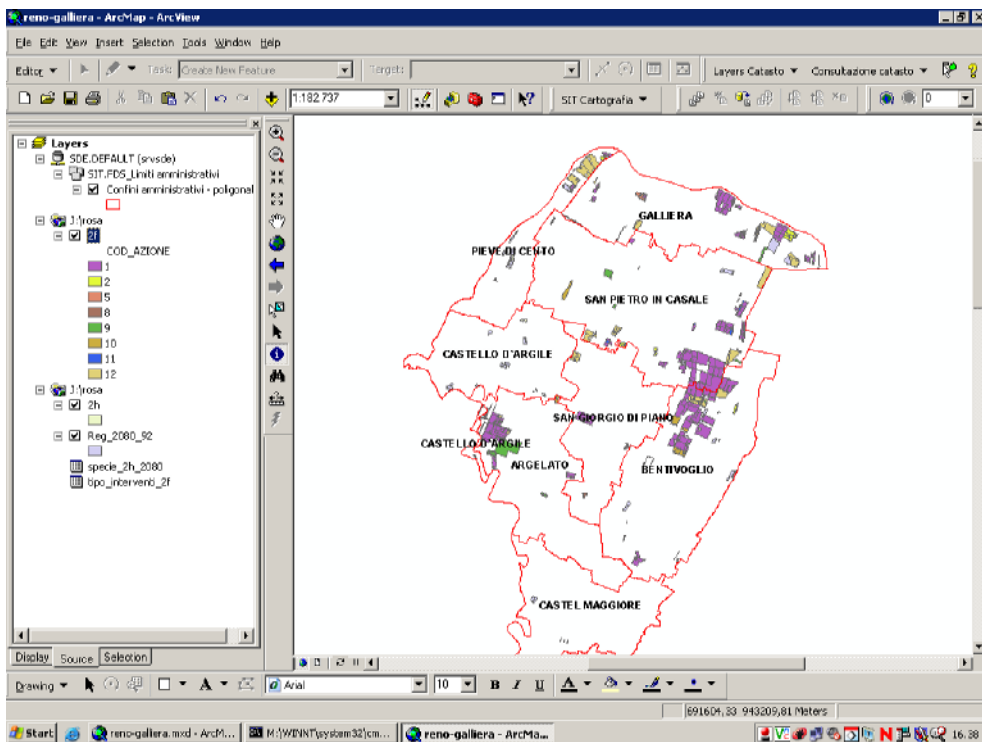 reno-galliera - ArcMap - ArcView
File Edit View Insert Selection Tools Window Help
Editor Task: Create New Feature Target: Layers Catasto Consultazione catasto
1:182.737 SIT Cartografia 0
Layers
SDE.DEFAULT (srvsde)
SIT.FDS_Limiti amministrativi
Confini amministrativi - poligonal
J:\rosa
2f
COD_AZIONE
1
2
5
8
9
10
11
12
J:\rosa
2h
Reg_2080_92
specie_2h_2080
tipo_interventi_2f
GALLIERA
PIEVE DI CENTO
SAN PIETRO IN CASALE
CASTELLO D'ARGILE
SAN GIORGIO DI PIANO
CASTELLO D'ARGILE
ARGELATO
BENTIVOGLIO
CASTEL MAGGIORE
Display Source Selection
Drawing A Arial 10 B I U A
691604,33 943209,81 Meters
Start reno-galliera.mxd - ArcM... M:\WINNT\system32\cm... reno-galliera - ArcMa... 16.38